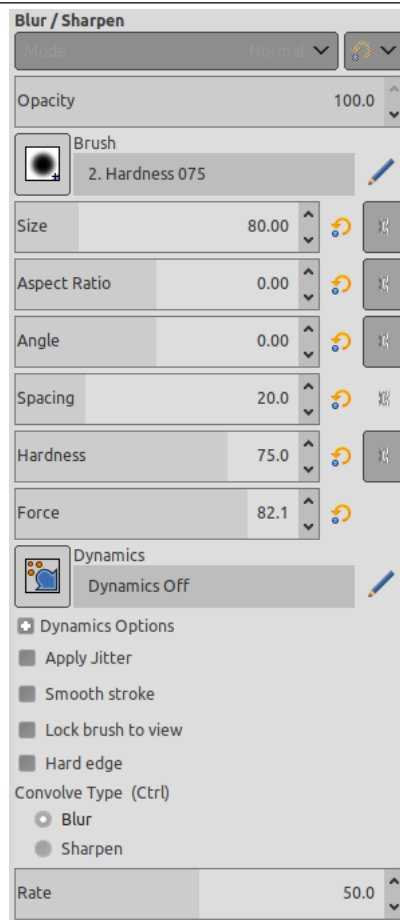 Blur / Sharpen
Mode Normal
Opacity 100.0
Brush
2. Hardness 075
Size 80.00
Aspect Ratio 0.00
Angle 0.00
Spacing 20.0
Hardness 75.0
Force 82.1
Dynamics
Dynamics Off
Dynamics Options
Apply Jitter
Smooth stroke
Lock brush to view
Hard edge
Convolve Type (Ctrl)
Blur
Sharpen
Rate 50.0